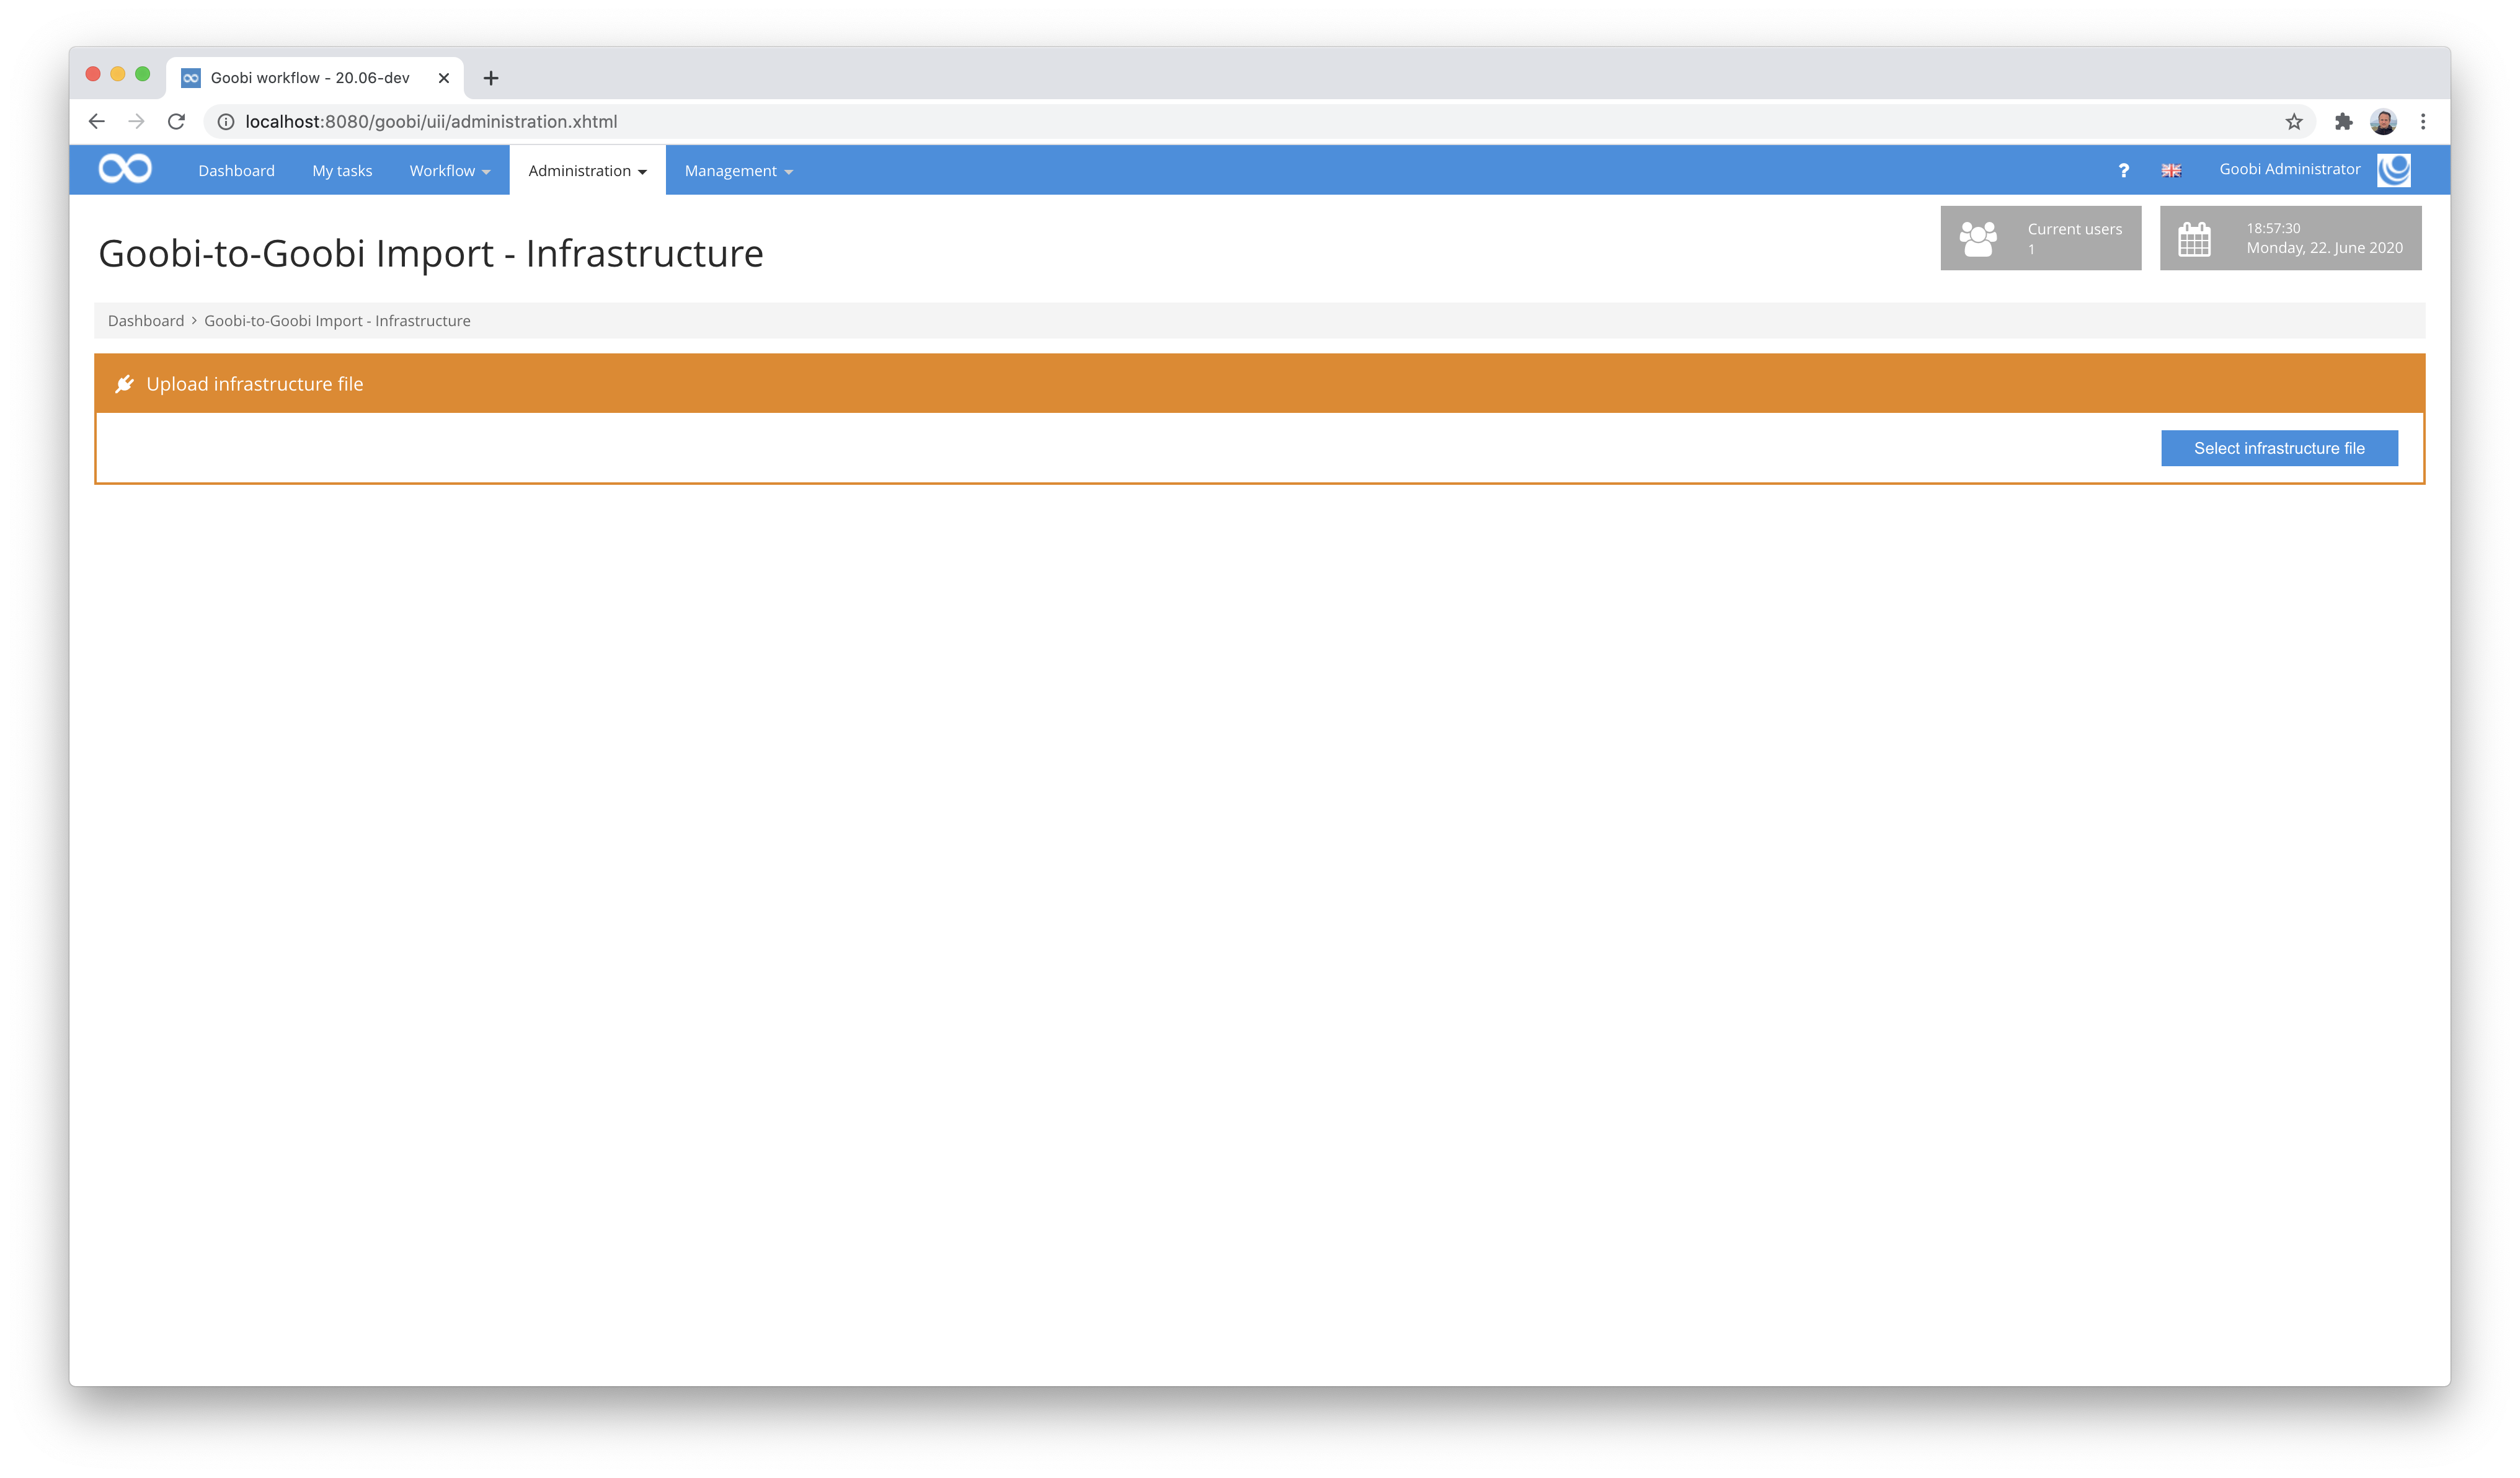 Goobi workflow - 20.06-dev
localhost:8080/goobi/uii/administration.xhtml
Dashboard My tasks Workflow Administration Management ? Goobi Administrator
Goobi-to-Goobi Import - Infrastructure
Current users
1
18:57:30
Monday, 22. June 2020
Dashboard › Goobi-to-Goobi Import - Infrastructure
Upload infrastructure file
Select infrastructure file